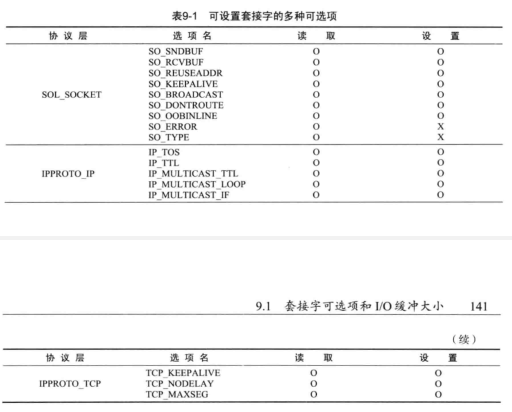 表9-1 可设置套接字的多种可选项
协议层 选项名 读取 设置
SO_SNDBUF O O
SO_RCVBUF O O
SO_REUSEADDR O O
SO_KEEPALIVE O O
SOL_SOCKET SO_BROADCAST O O
SO_DONTROUTE O O
SO_OOBINLINE O O
SO_ERROR O X
SO_TYPE O X
IP_TOS O O
IP_TTL O O
IPPROTO_IP IP_MULTICAST_TTL O O
IP_MULTICAST_LOOP O O
IP_MULTICAST_IF O O
9.1 套接字可选项和 I/O 缓冲大小 141
（续）
协议层 选项名 读取 设置
TCP_KEEPALIVE O O
IPPROTO_TCP TCP_NODELAY O O
TCP_MAXSEG O O